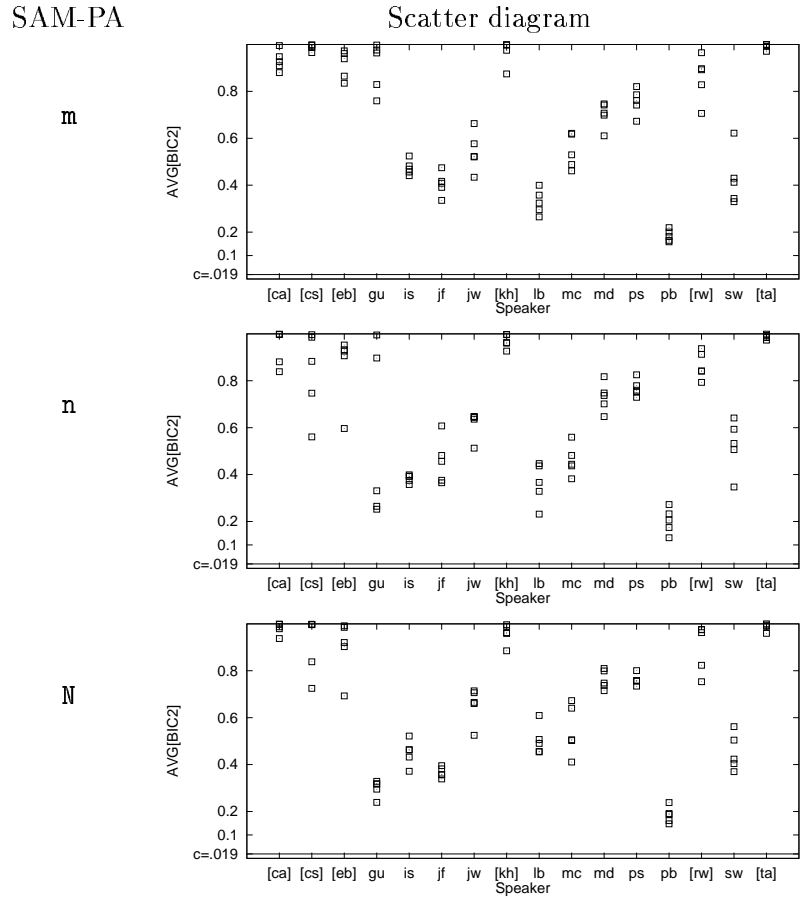 SAM-PA Scatter diagram
m
AVG[BIC2]
0.8
0.6
0.4
0.2
0.1
c=.019
[ca] [cs] [eb] gu is jf jw [kh] lb mc md ps pb [rw] sw [ta]
Speaker
n
AVG[BIC2]
0.8
0.6
0.4
0.2
0.1
c=.019
[ca] [cs] [eb] gu is jf jw [kh] lb mc md ps pb [rw] sw [ta]
Speaker
N
AVG[BIC2]
0.8
0.6
0.4
0.2
0.1
c=.019
[ca] [cs] [eb] gu is jf jw [kh] lb mc md ps pb [rw] sw [ta]
Speaker